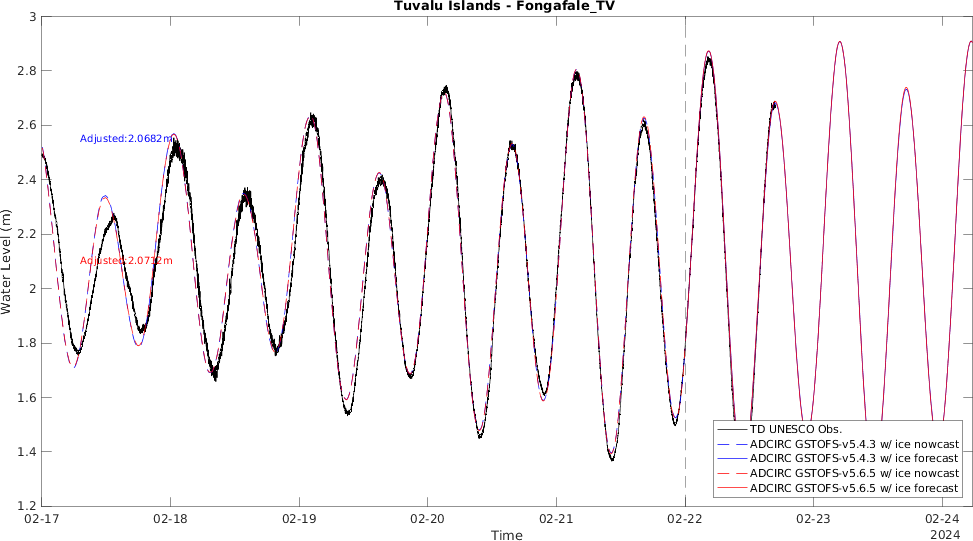 Tuvalu Islands - Fongafale_TV
3
2.8
2.6
2.4
2.2
2
1.8
1.6
1.4
1.2
Water Level (m)
Adjusted:2.0682m
Adjusted:2.0712m
TD UNESCO Obs.
ADCIRC GSTOFS-v5.4.3 w/ ice nowcast
ADCIRC GSTOFS-v5.4.3 w/ ice forecast
ADCIRC GSTOFS-v5.6.5 w/ ice nowcast
ADCIRC GSTOFS-v5.6.5 w/ ice forecast
02-17 02-18 02-19 02-20 02-21 02-22 02-23 02-24
2024
Time